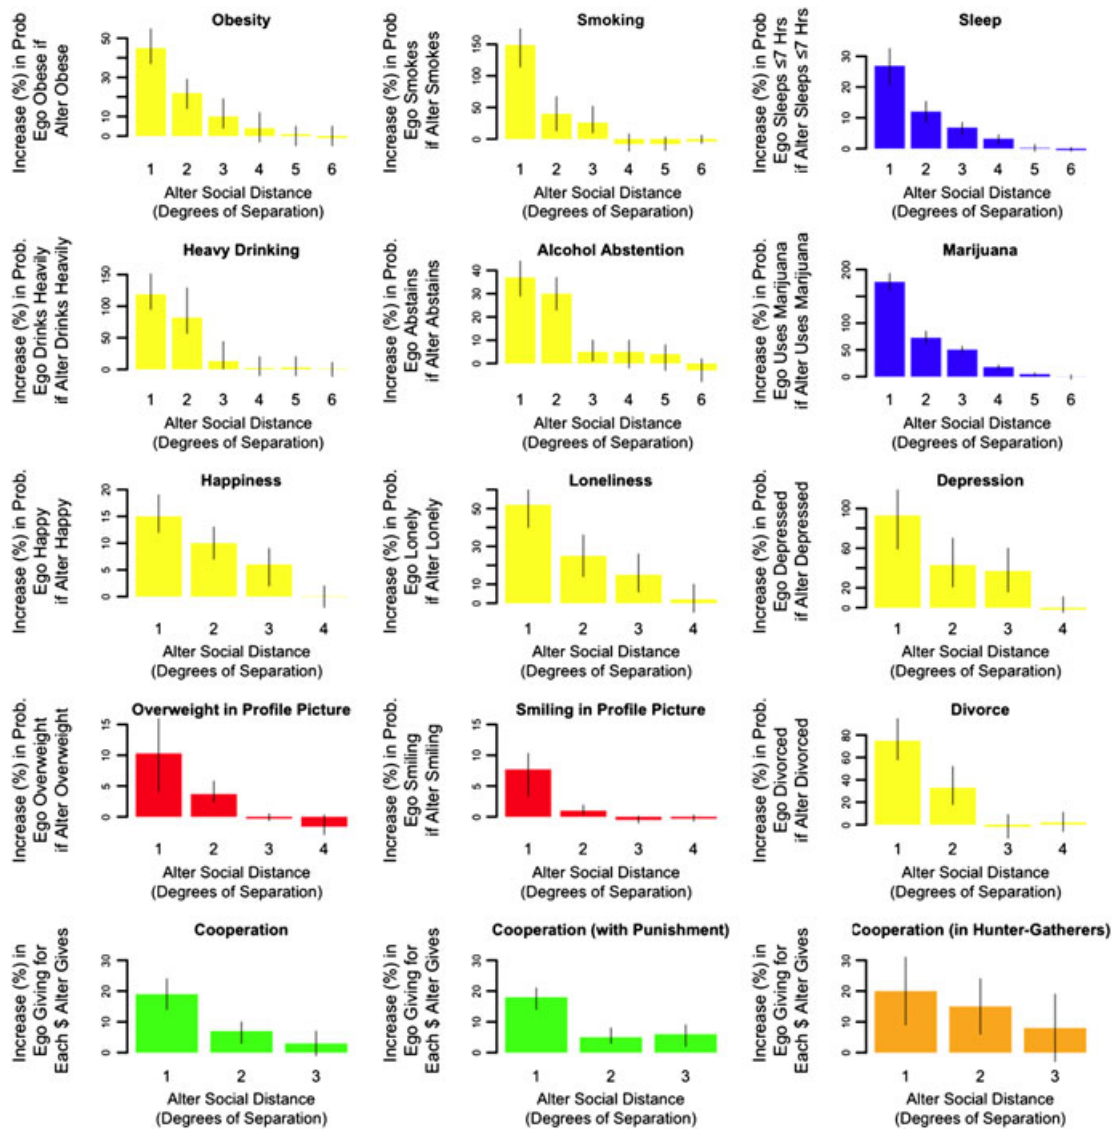 Obesity
Increase (%) in Prob
Ego Obese if
Alter Obese
0 10 30 50
1 2 3 4 5 6
Alter Social Distance
(Degrees of Separation)
Smoking
Increase (%) in Prob
Ego Smokes
if Alter Smokes
0 50 100 150
1 2 3 4 5 6
Alter Social Distance
(Degrees of Separation)
Sleep
Increase (%) in Prob
Ego Sleeps ≤7 Hrs
if Alter Sleeps ≤7 Hrs
0 10 20 30
1 2 3 4 5 6
Alter Social Distance
(Degrees of Separation)
Heavy Drinking
Increase (%) in Prob.
Ego Drinks Heavily
if Alter Drinks Heavily
0 50 100 150
1 2 3 4 5 6
Alter Social Distance
(Degrees of Separation)
Alcohol Abstention
Increase (%) in Prob.
Ego Abstains
if Alter Abstains
0 10 20 30 40
1 2 3 4 5 6
Alter Social Distance
(Degrees of Separation)
Marijuana
Increase (%) in Prob.
Ego Uses Marijuana
if Alter Uses Marijuana
0 50 100 200
1 2 3 4 5 6
Alter Social Distance
(Degrees of Separation)
Happiness
Increase (%) in Prob.
Ego Happy
if Alter Happy
0 5 10 15 20
1 2 3 4
Alter Social Distance
(Degrees of Separation)
Loneliness
Increase (%) in Prob.
Ego Lonely
if Alter Lonely
0 10 30 50
1 2 3 4
Alter Social Distance
(Degrees of Separation)
Depression
Increase (%) in Prob.
Ego Depressed
if Alter Depressed
0 20 60 100
1 2 3 4
Alter Social Distance
(Degrees of Separation)
Overweight in Profile Picture
Increase (%) in Prob.
Ego Overweight
if Alter Overweight
0 5 10 15
1 2 3 4
Alter Social Distance
(Degrees of Separation)
Smiling in Profile Picture
Increase (%) in Prob.
Ego Smiling
if Alter Smiling
0 5 10 15
1 2 3 4
Alter Social Distance
(Degrees of Separation)
Divorce
Increase (%) in Prob.
Ego Divorced
if Alter Divorced
0 20 40 60 80
1 2 3 4
Alter Social Distance
(Degrees of Separation)
Cooperation
Increase (%) in
Ego Giving for
Each $ Alter Gives
0 10 20 30
1 2 3
Alter Social Distance
(Degrees of Separation)
Cooperation (with Punishment)
Increase (%) in
Ego Giving for
Each $ Alter Gives
0 10 20 30
1 2 3
Alter Social Distance
(Degrees of Separation)
Cooperation (in Hunter-Gatherers)
Increase (%) in
Ego Giving for
Each $ Alter Gives
0 10 20 30
1 2 3
Alter Social Distance
(Degrees of Separation)